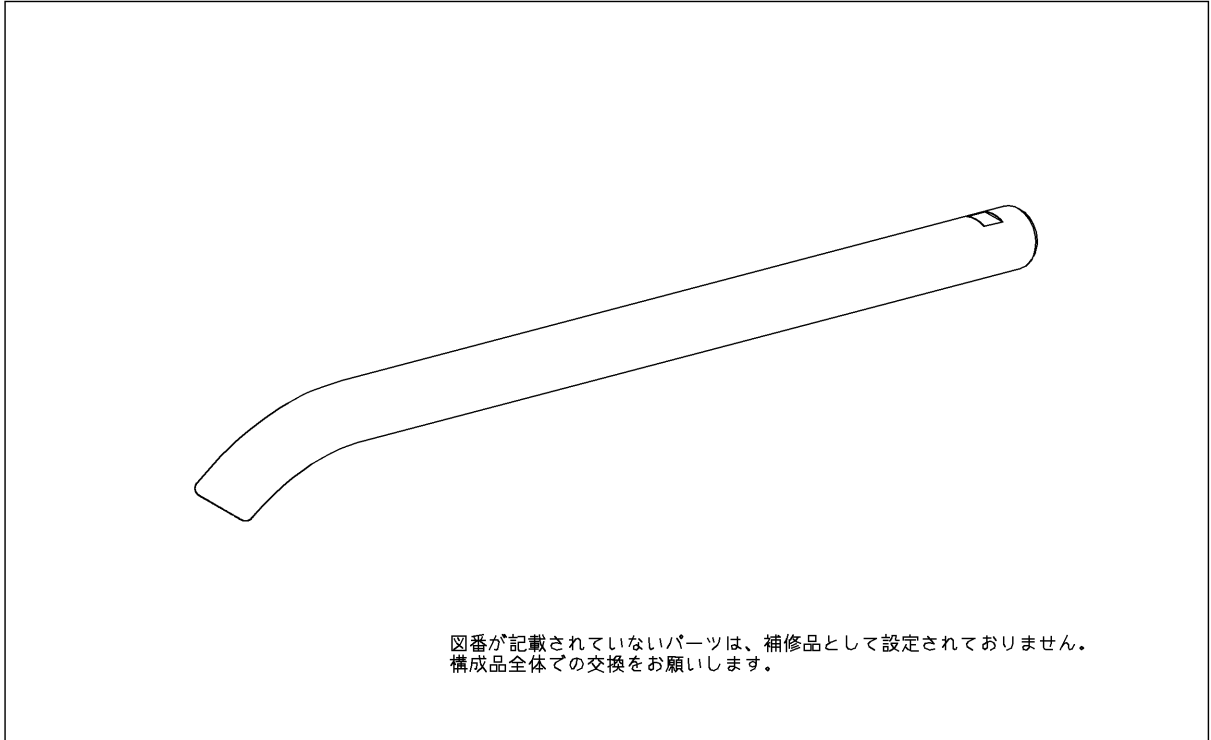 図番が記載されていないパーツは、補修品として設定されておりません。
構成品全体での交換をお願いします。